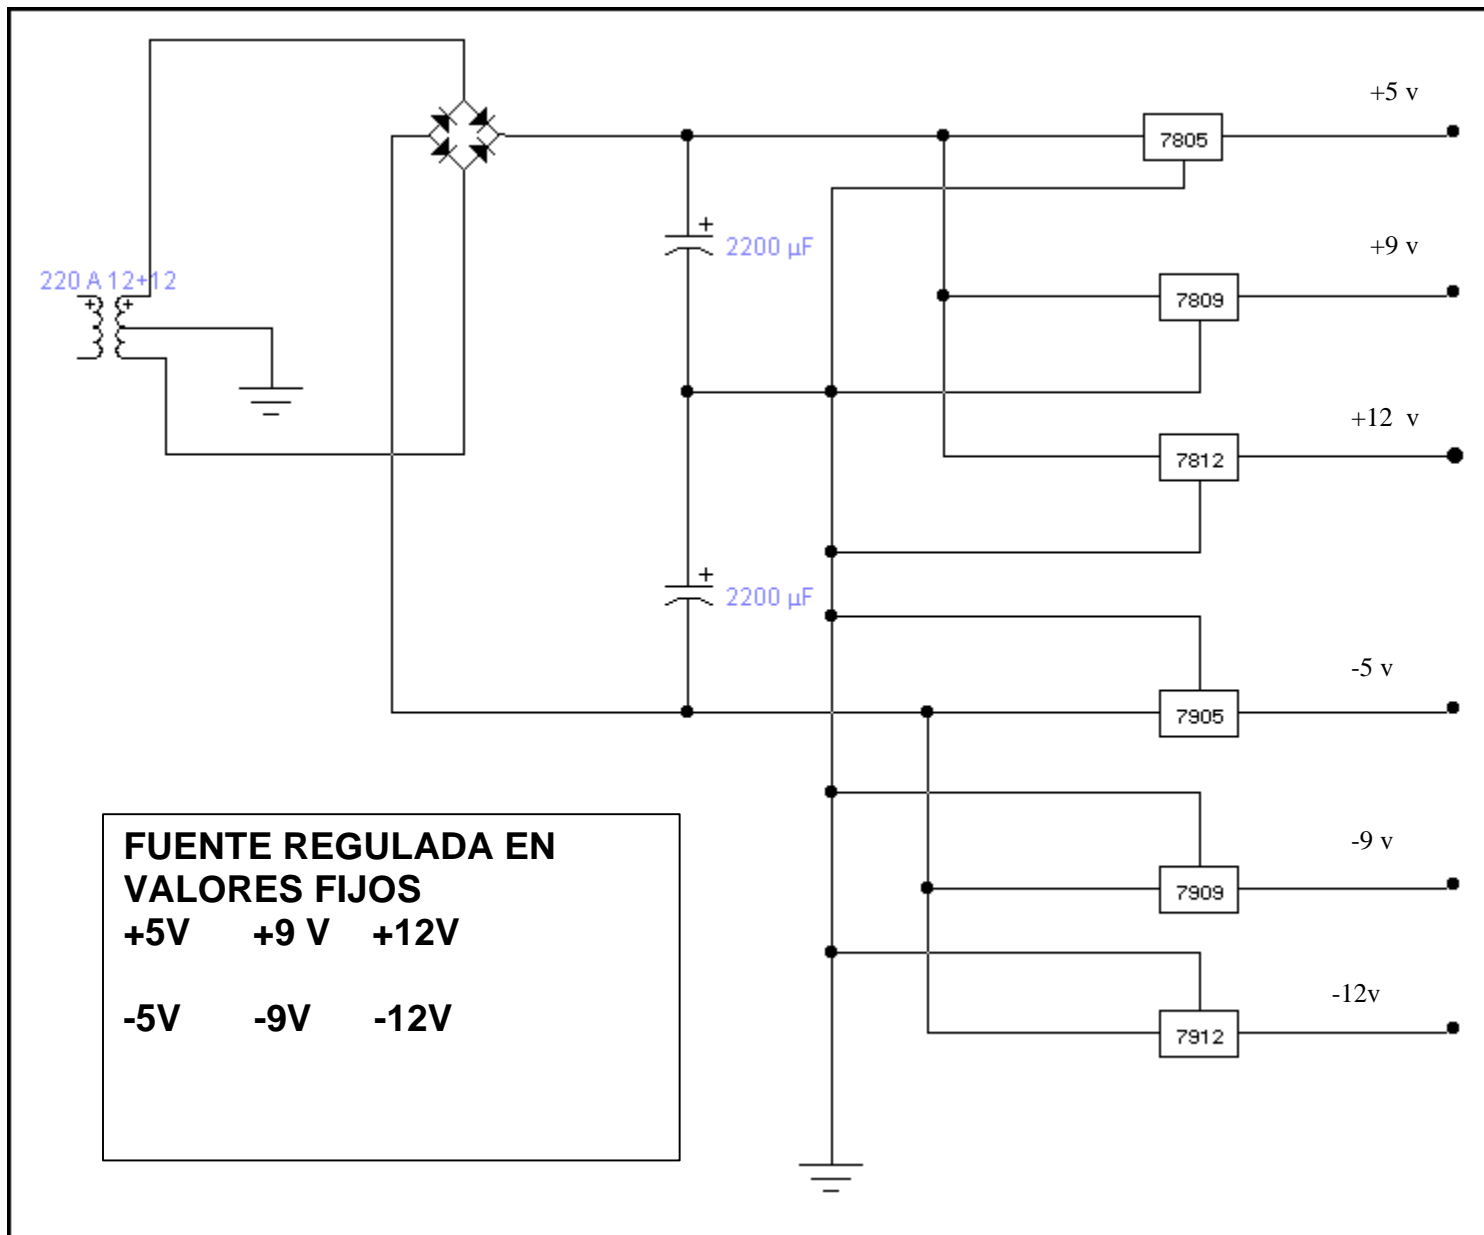 +5 v
7805
+9 v
2200 µF
220 A 12+12
7809
+12  v
7812
2200 µF
-5 v
7905
FUENTE REGULADA EN
VALORES FIJOS
+5V +9 V +12V
-5V -9V -12V
-9 v
7909
-12v
7912